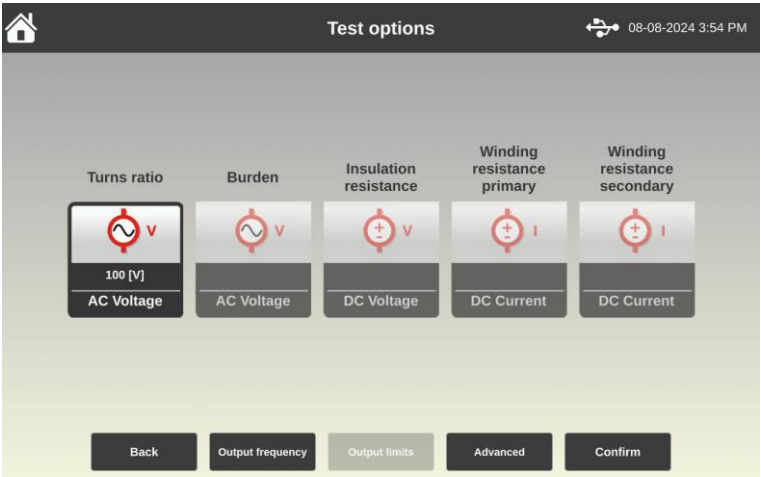 Test options
08-08-2024 3:54 PM
Turns ratio
Burden
Insulation
resistance
Winding
resistance
primary
Winding
resistance
secondary
V
V
V
I
I
100 [V]
AC Voltage
AC Voltage
DC Voltage
DC Current
DC Current
Back
Output frequency
Output limits
Advanced
Confirm